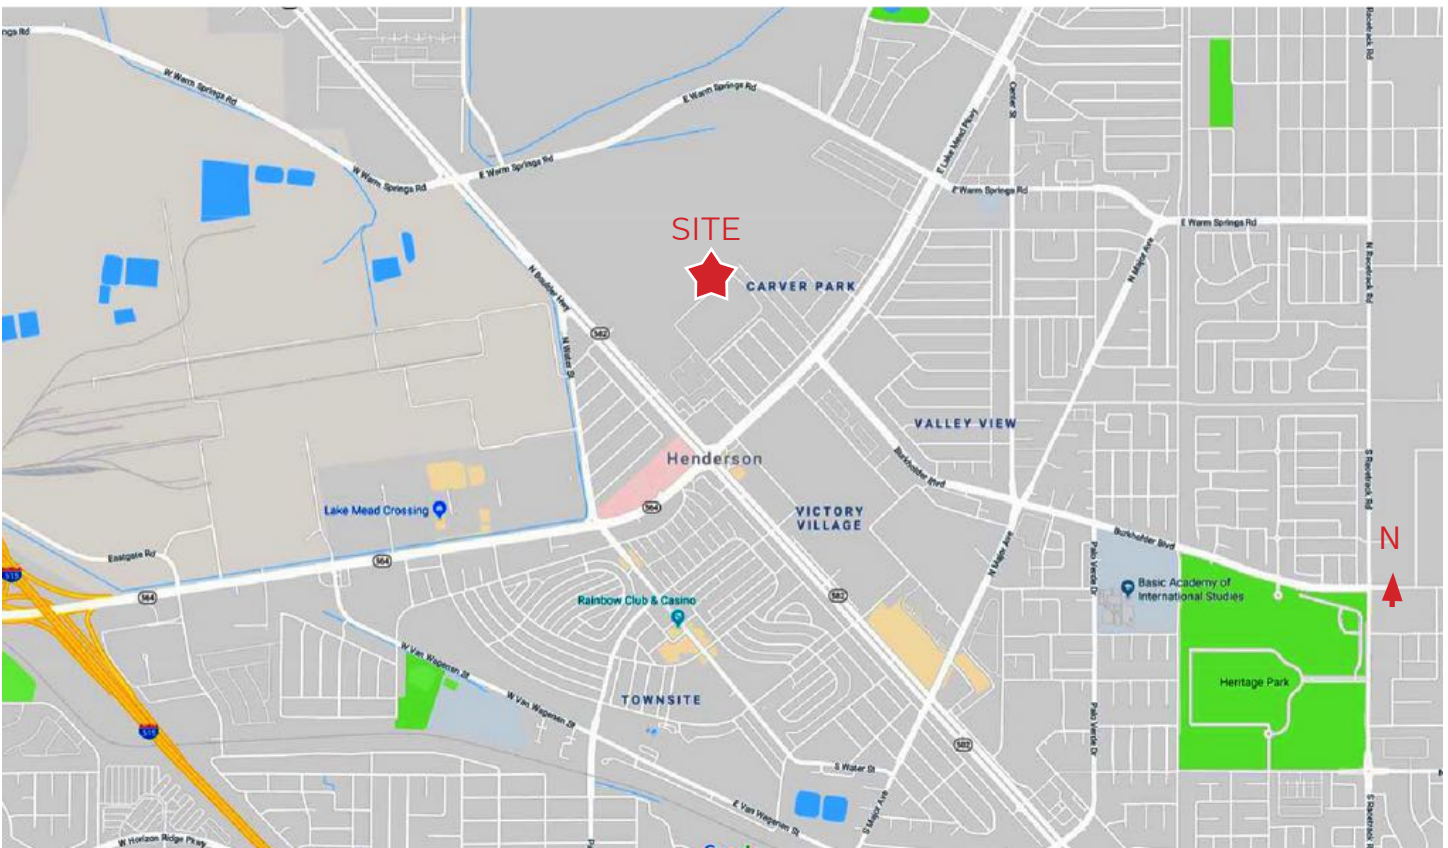 ngs Rd
W Warm Springs Rd
E Warm Springs Rd
Center St
N Racetrack Rd
E Lake Mead Pkwy
W Warm Springs Rd
E Warm Springs Rd
E Warm Springs Rd
SITE
E Warm Springs Rd
N Major Ave
N Racetrack Rd
N Boulder Hwy
CARVER PARK
582
N Water St
VALLEY VIEW
Henderson
Burkholder Blvd
S Racetrack Rd
Lake Mead Crossing
564
VICTORY
VILLAGE
N
Burkholder Blvd
N Major Ave
Palo Verde Dr
Eastgate Rd
564
515
564
Basic Academy of
International Studies
582
Rainbow Club & Casino
W Van Wagenen St
Heritage Park
TOWNSITE
W Van Wagenen St
Palo Verde Dr
515
582
S Water St
N
E Van Wagenen St
S Major Ave
S Racetrack R
W Horizon Ridge Pkwy
Pa